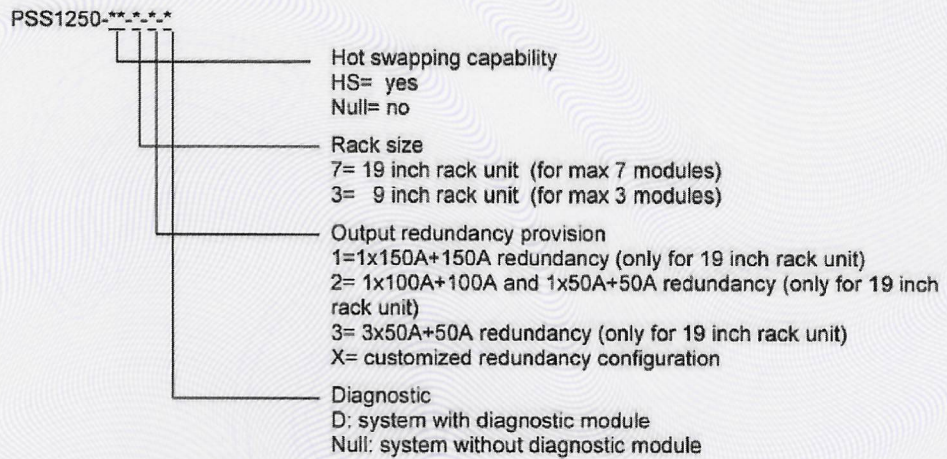 PSS1250-**-*-*-*
Hot swapping capability
HS= yes
Null= no
Rack size
7= 19 inch rack unit (for max 7 modules)
3= 9 inch rack unit (for max 3 modules)
Output redundancy provision
1=1x150A+150A redundancy (only for 19 inch rack unit)
2= 1x100A+100A and 1x50A+50A redundancy (only for 19 inch
rack unit)
3= 3x50A+50A redundancy (only for 19 inch rack unit)
X= customized redundancy configuration
Diagnostic
D: system with diagnostic module
Null: system without diagnostic module